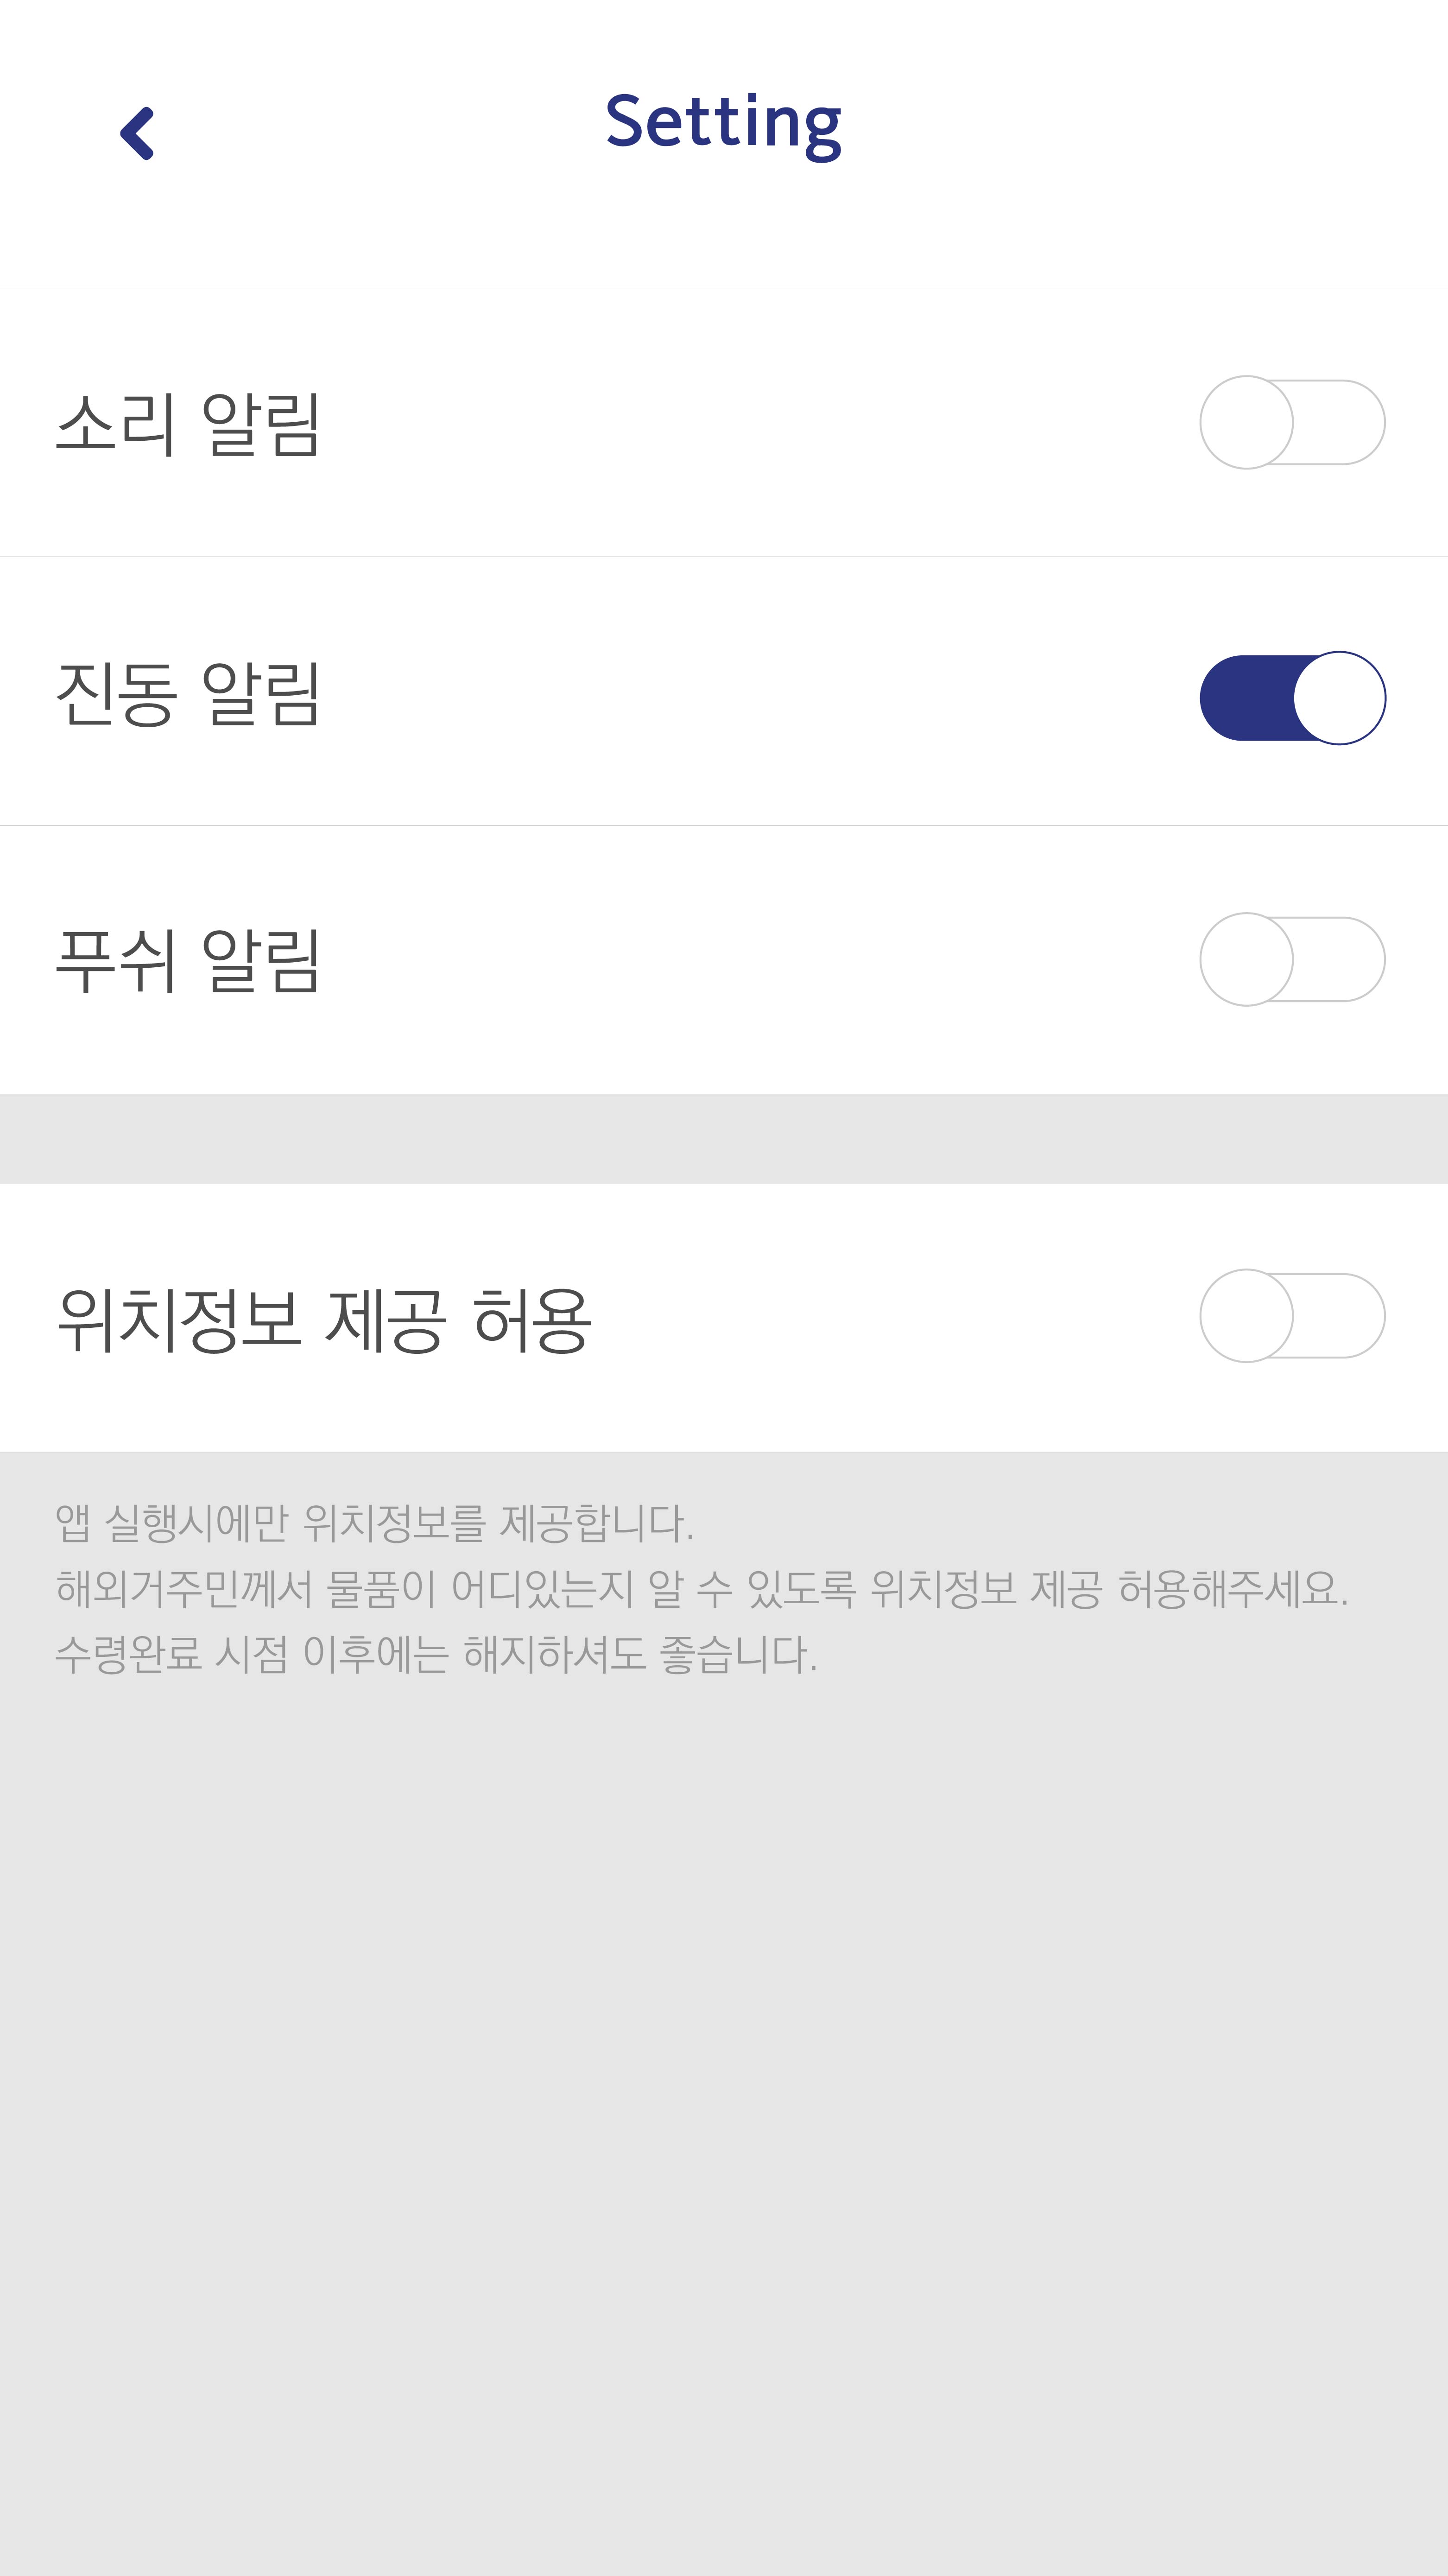 Setting
소리 알림
진동 알림
푸쉬 알림
위치정보 제공 허용
앱 실행시에만 위치정보를 제공합니다.
해외거주민께서 물품이 어디있는지 알 수 있도록 위치정보 제공 허용해주세요.
수령완료 시점 이후에는 해지하셔도 좋습니다.